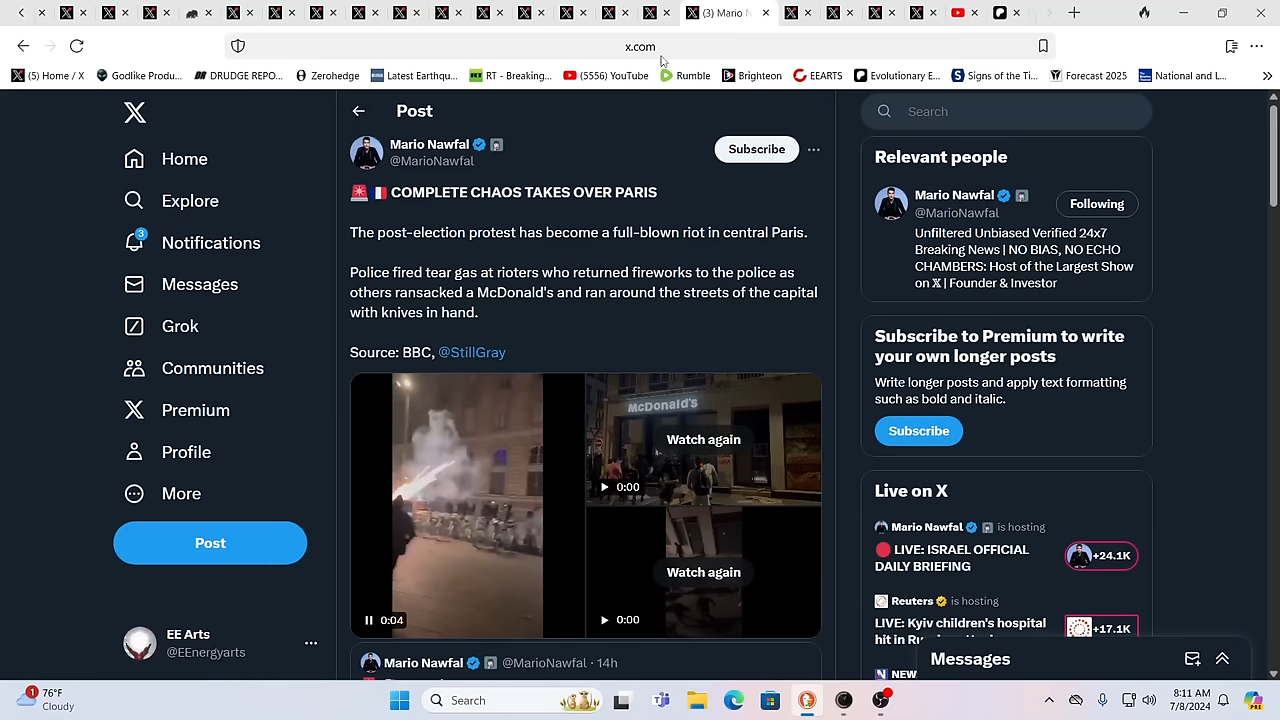 (3) Mario N
x.com
(5) Home / X
Godlike Produ...
DRUDGE REPO...
Zerohedge
Latest Earthqu...
RT - Breaking...
(5556) YouTube
Rumble
Brighteon
EEARTS
Evolutionary E...
Signs of the Ti...
Forecast 2025
National and L...
Home
Explore
3
Notifications
Messages
Grok
Communities
Premium
Profile
More
Post
EE Arts
@EEnergyarts
Post
Mario Nawfal
@MarioNawfal
Subscribe
🚨🇫🇷 COMPLETE CHAOS TAKES OVER PARIS
The post-election protest has become a full-blown riot in central Paris.
Police fired tear gas at rioters who returned fireworks to the police as
others ransacked a McDonald's and ran around the streets of the capital
with knives in hand.
Source: BBC, @StillGray
McDonald's
Watch again
0:00
Watch again
0:04
0:00
Mario Nawfal @MarioNawfal · 14h
Search
Relevant people
Mario Nawfal
@MarioNawfal
Following
Unfiltered Unbiased Verified 24x7
Breaking News | NO BIAS, NO ECHO
CHAMBERS: Host of the Largest Show
on 𝕏 | Founder & Investor
Subscribe to Premium to write
your own longer posts
Write longer posts and apply text formatting
such as bold and italic.
Subscribe
Live on X
Mario Nawfal is hosting
🔴 LIVE: ISRAEL OFFICIAL
DAILY BRIEFING
+24.1K
Reuters is hosting
LIVE: Kyiv children's hospital
+17.1K
hit in
NEW
Messages
1
76°F
Cloudy
Search
8:11 AM
7/8/2024
PRE